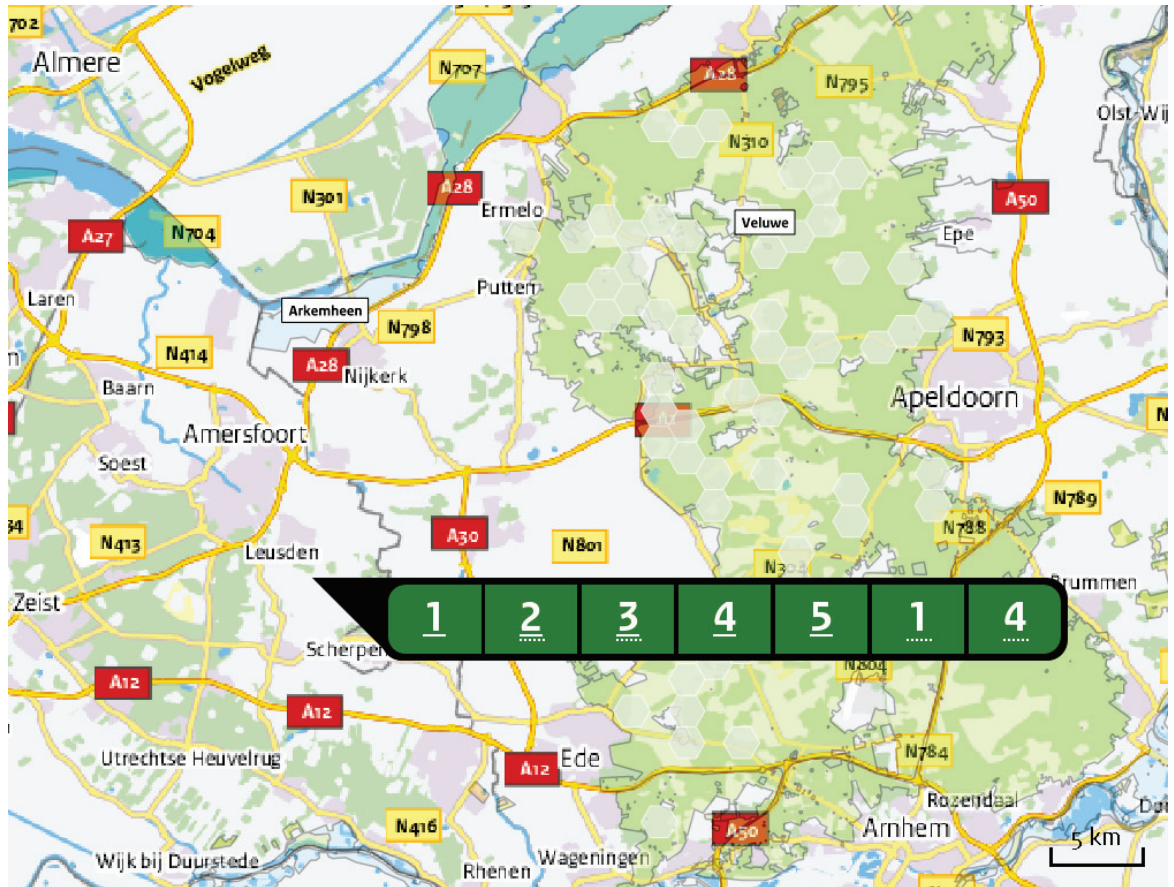 702
Almere
Vogelweg
N707
A28
N795
Olst-Wij
N310
N301
A28
Ermelo
A50
A27
N704
Veluwe
Epe
Laren
Putten
Arkemheen
N798
N793
N414
A28
Nijkerk
Baarn
Apeldoorn
Amersfoort
Soest
N789
34
N413
A30
N788
Leusden
N801
N304
Brummen
Zeist
1 2 3 4 5 1 4
Scherpen
N804
A12
A12
Utrechtse Heuvelrug
Ede
A12
N784
Rozendaal
N416
A50
Arnhem
5 km
Wijk bij Duurstede
Wageningen
Rhenen